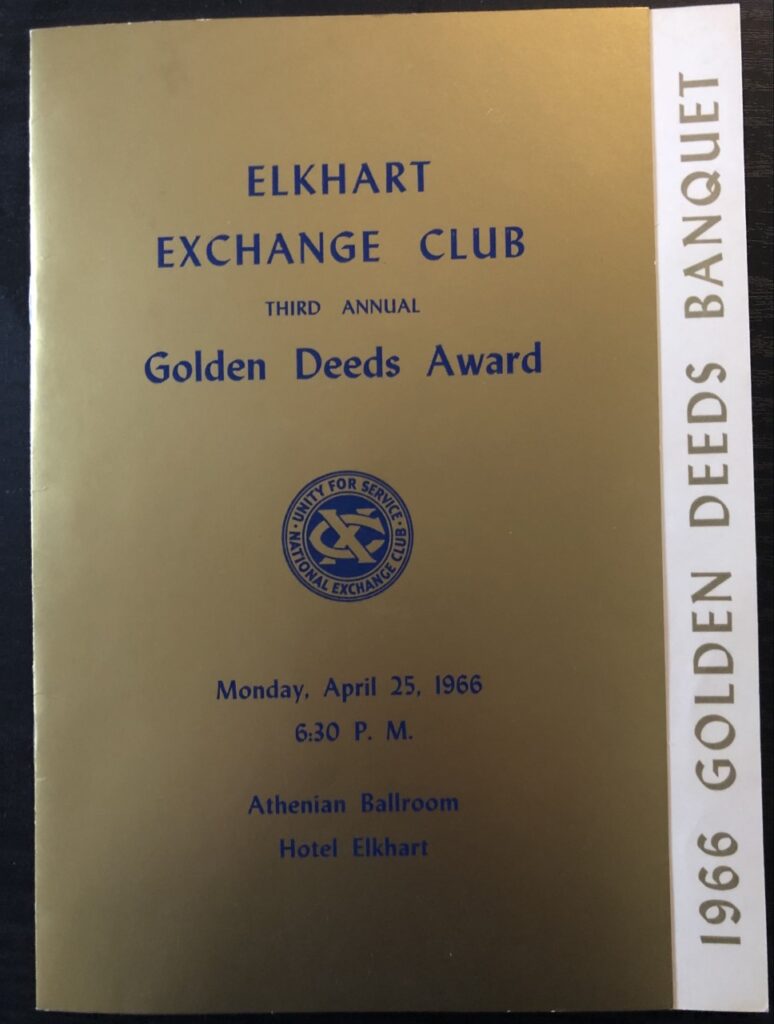 ELKHART
EXCHANGE CLUB
THIRD ANNUAL
Golden Deeds Award
UNITY FOR SERVICE
XC
NATIONAL EXCHANGE CLUB
Monday, April 25, 1966
6:30 P. M.
Athenian Ballroom
Hotel Elkhart
1966 GOLDEN DEEDS BANQUET